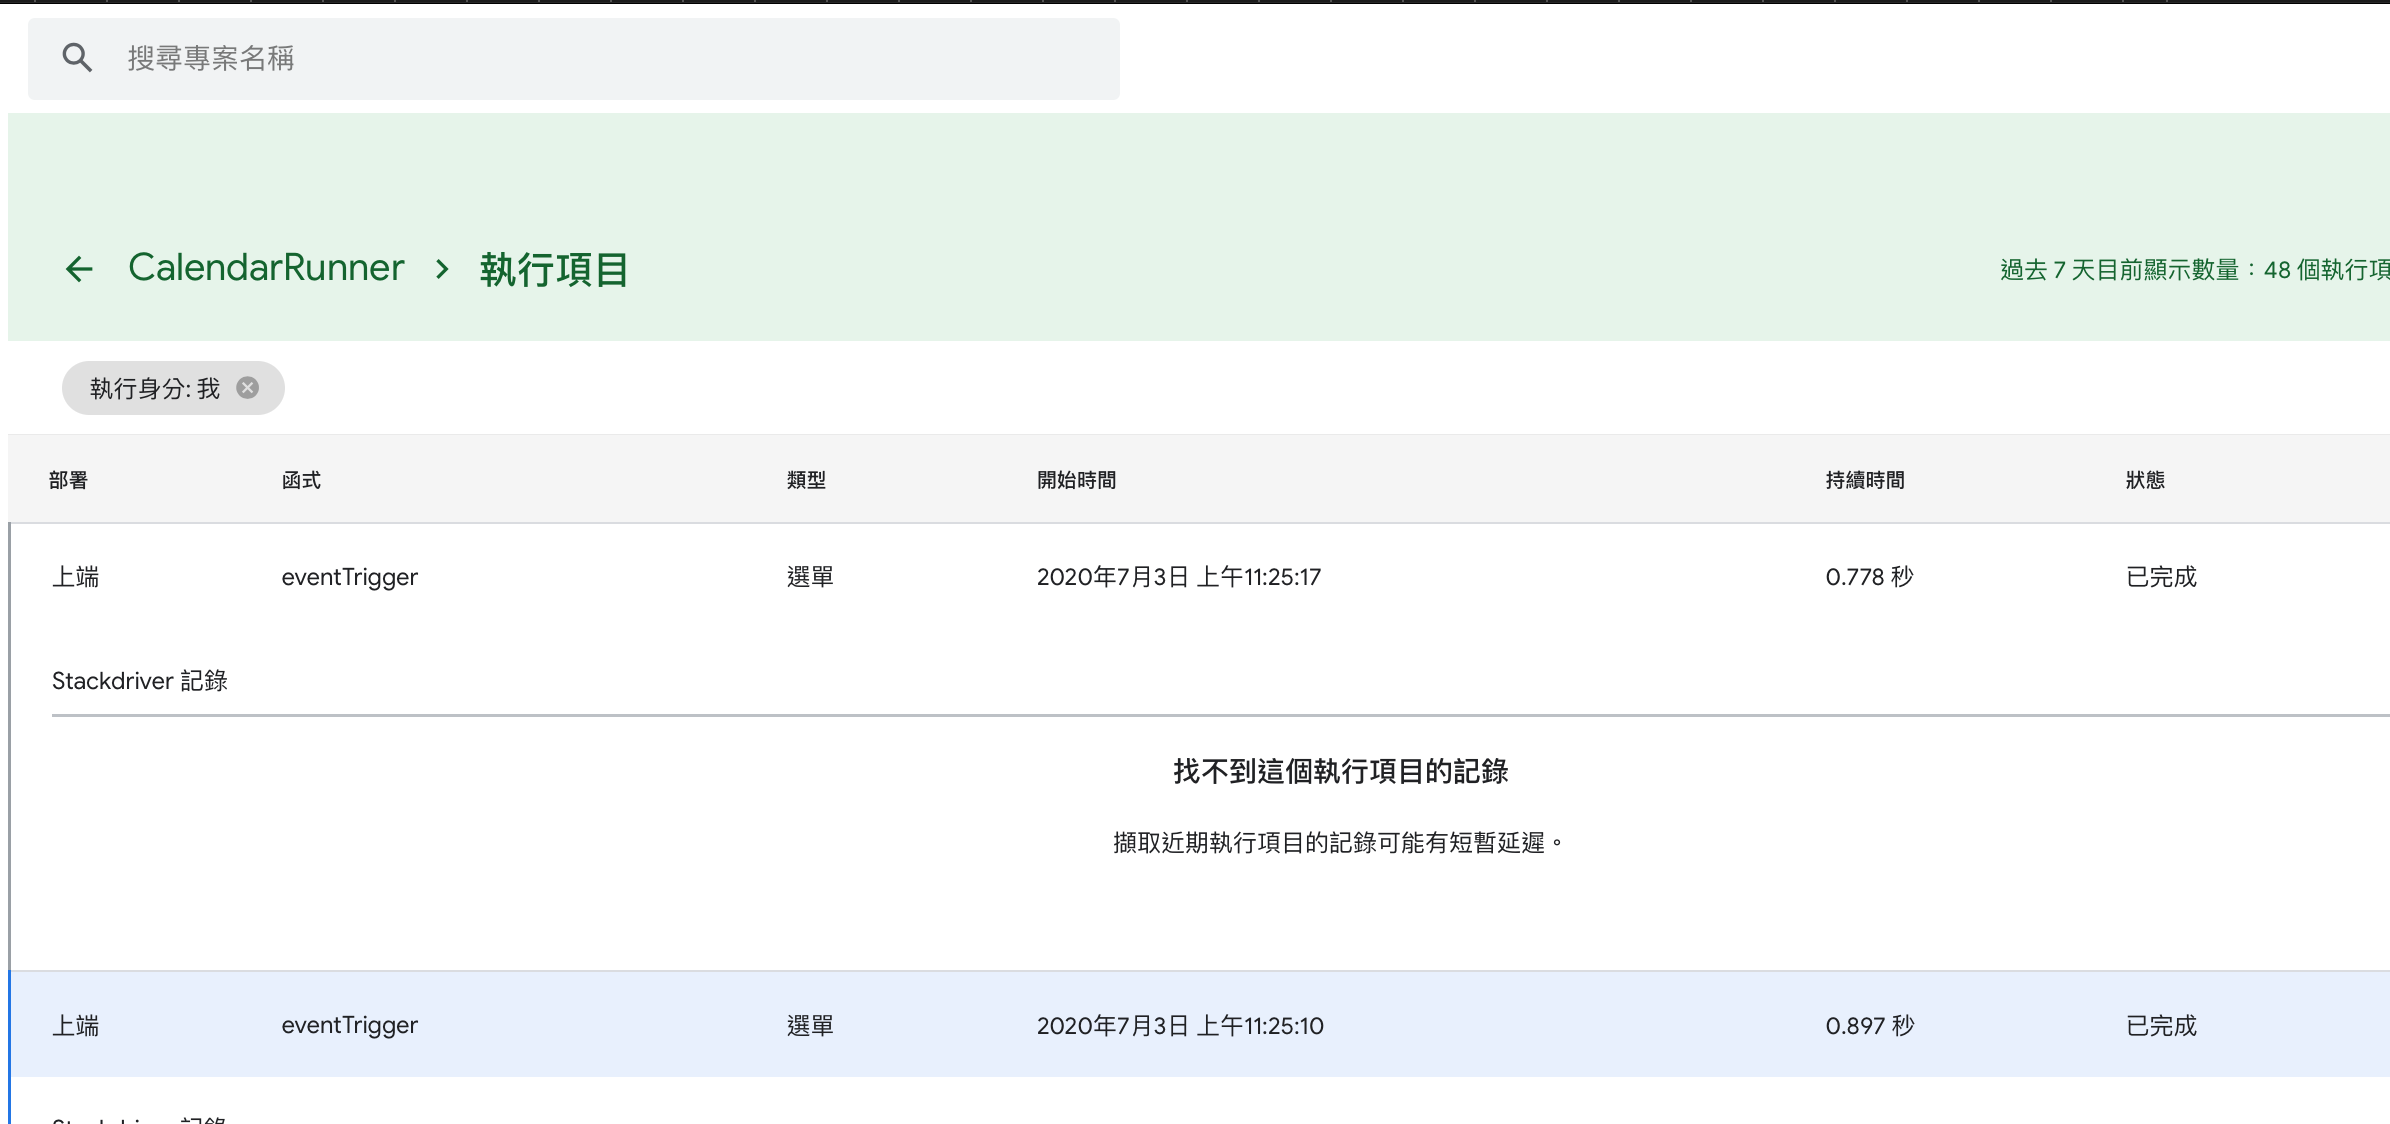 搜尋專案名稱
CalendarRunner > 執行項目
過去 7 天目前顯示數量：48 個執行項
執行身分: 我
部署 函式 類型 開始時間 持續時間 狀態
上端 eventTrigger 選單 2020年7月3日 上午11:25:17 0.778 秒 已完成
Stackdriver 記錄
找不到這個執行項目的記錄
擷取近期執行項目的記錄可能有短暫延遲。
上端 eventTrigger 選單 2020年7月3日 上午11:25:10 0.897 秒 已完成
Stackdriver 記錄